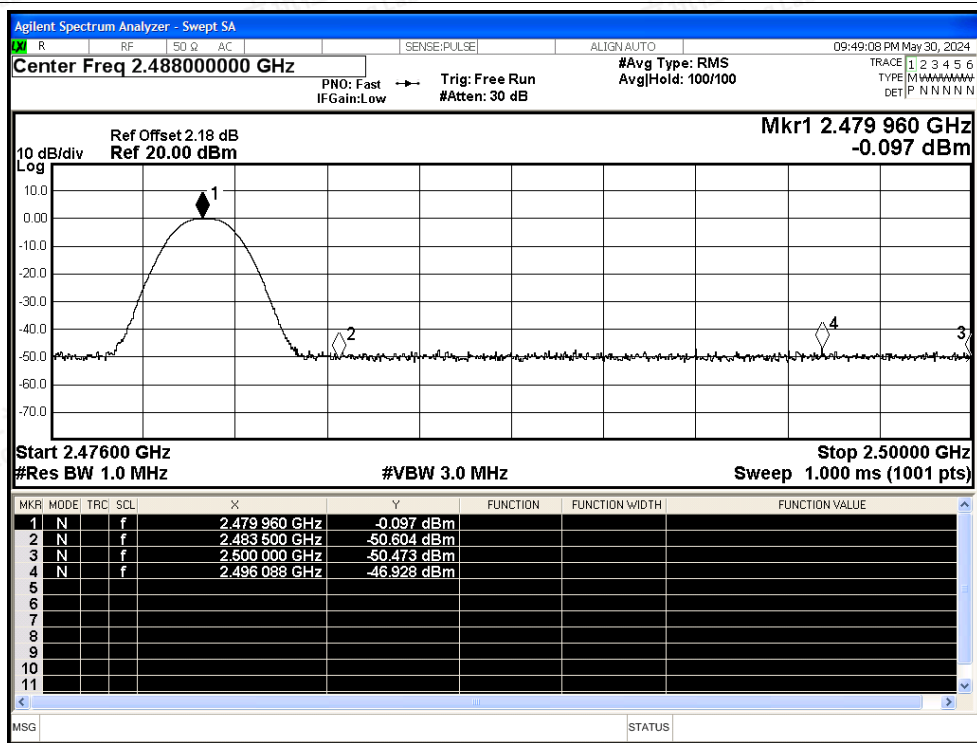 Agilent Spectrum Analyzer - Swept SA
LXI R RF 50 Ω AC SENSE:PULSE ALIGN AUTO 09:49:08 PM May 30, 2024
Center Freq 2.488000000 GHz
PNO: Fast
IFGain:Low
Trig: Free Run
#Atten: 30 dB
#Avg Type: RMS
Avg|Hold: 100/100
TRACE 1 2 3 4 5 6
TYPE M
DET P N N N N N
Mkr1 2.479 960 GHz
-0.097 dBm
Ref Offset 2.18 dB
10 dB/div Ref 20.00 dBm
Log
10.0
0.00
-10.0
-20.0
-30.0
-40.0
-50.0
-60.0
-70.0
1
2
4
3
Start 2.47600 GHz Stop 2.50000 GHz
#Res BW 1.0 MHz #VBW 3.0 MHz Sweep 1.000 ms (1001 pts)
MKR MODE TRC SCL X Y FUNCTION FUNCTION WIDTH FUNCTION VALUE
1 N f 2.479 960 GHz -0.097 dBm
2 N f 2.483 500 GHz -50.604 dBm
3 N f 2.500 000 GHz -50.473 dBm
4 N f 2.496 088 GHz -46.928 dBm
5
6
7
8
9
10
11
MSG STATUS